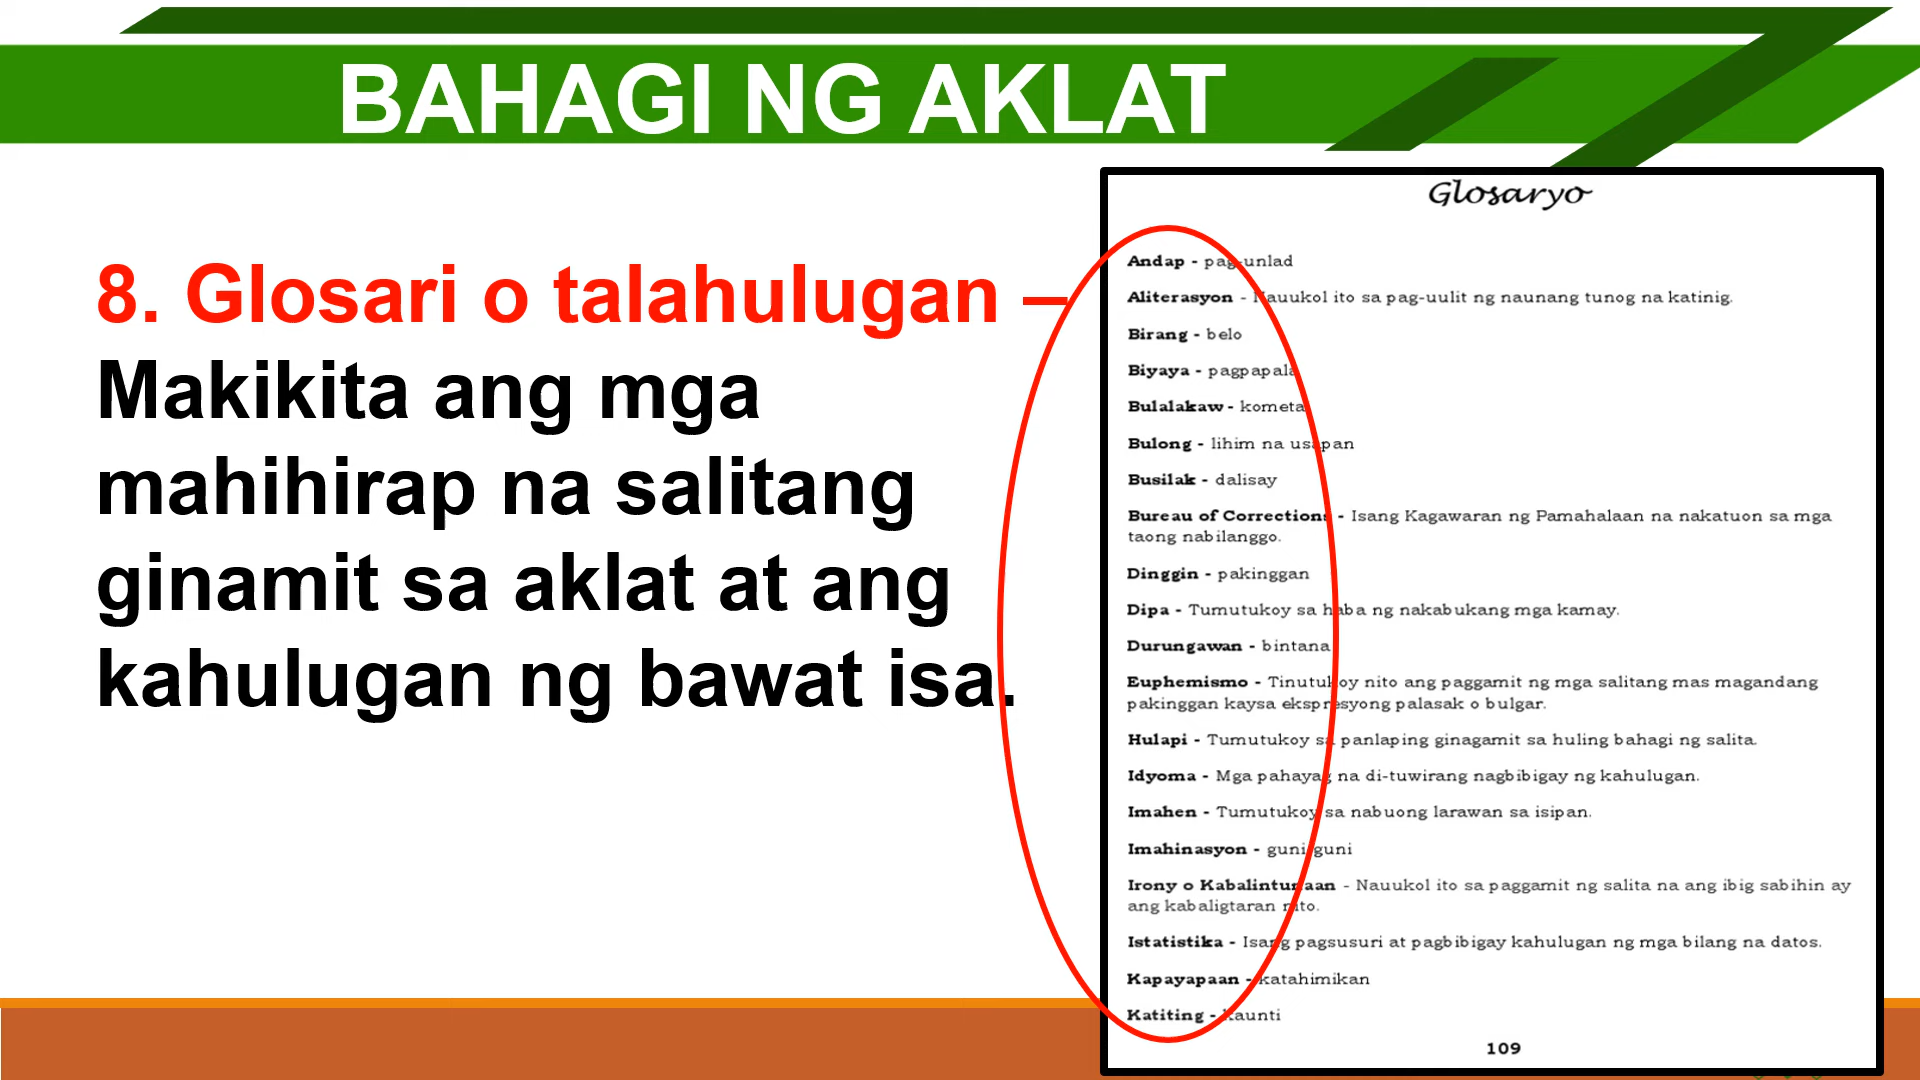 BAHAGI NG AKLAT
8. Glosari o talahulugan –
Makikita ang mga
mahihirap na salitang
ginamit sa aklat at ang
kahulugan ng bawat isa.
Glosaryo
Andap - pag-unlad
Aliterasyon - Nauukol ito sa pag-uulit ng naunang tunog na katinig.
Birang - belo
Biyaya - pagpapala
Bulalakaw - kometa
Bulong - lihim na usapan
Busilak - dalisay
Bureau of Corrections - Isang Kagawaran ng Pamahalaan na nakatuon sa mga
taong nabilanggo.
Dinggin - pakinggan
Dipa - Tumutukoy sa haba ng nakabukang mga kamay.
Durungawan - bintana
Euphemismo - Tinutukoy nito ang paggamit ng mga salitang mas magandang
pakinggan kaysa ekspresyong palasak o bulgar.
Hulapi - Tumutukoy sa panlaping ginagamit sa huling bahagi ng salita.
Idyoma - Mga pahayag na di-tuwirang nagbibigay ng kahulugan.
Imahen - Tumutukoy sa nabuong larawan sa isipan.
Imahinasyon - guni-guni
Irony o Kabalintunaan - Nauukol ito sa paggamit ng salita na ang ibig sabihin ay
ang kabaligtaran nito.
Istatistika - Isang pagsusuri at pagbibigay kahulugan ng mga bilang na datos.
Kapayapaan - katahimikan
Katiting - kaunti
109